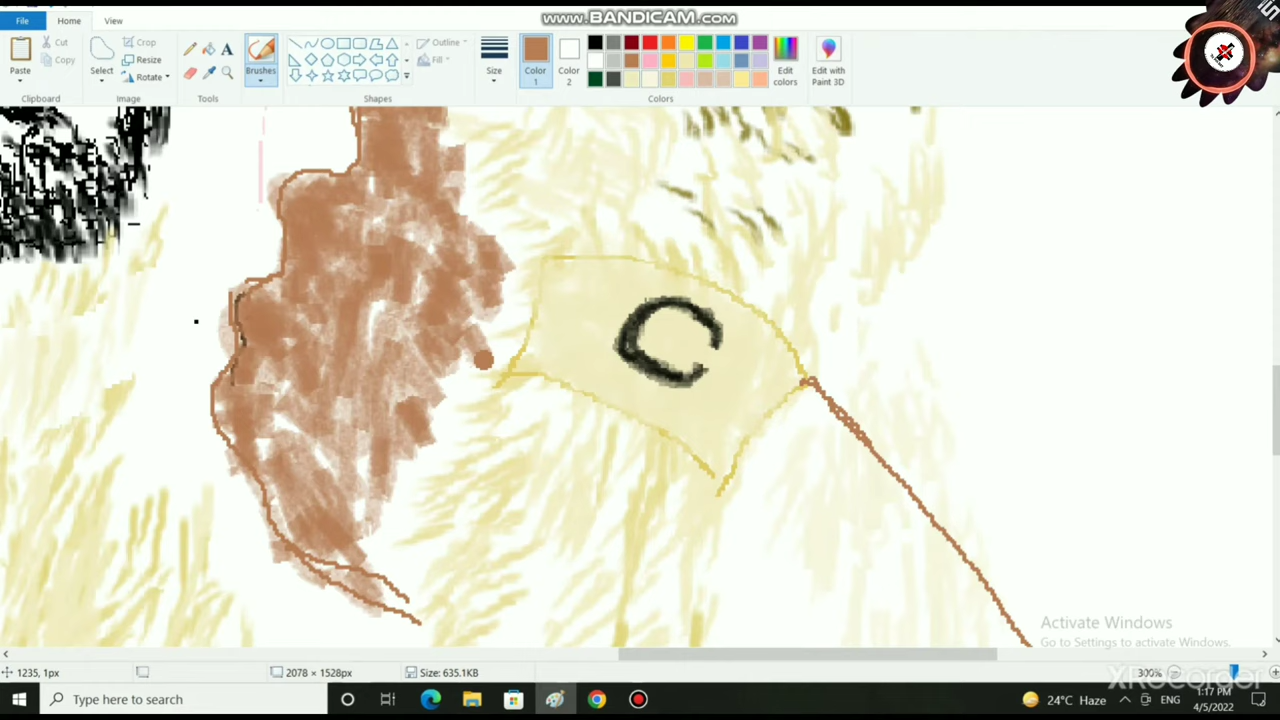 www.BANDICAM.com
File Home View
Cut
Copy
Paste
Crop
Resize
Rotate
Select
Brushes
Outline
Fill
Size
Color 1
Color 2
Edit colors
Edit with Paint 3D
Clipboard Image Tools Shapes Colors
C
Activate Windows
Go to Settings to activate Windows.
1235, 1px 2078 × 1528px Size: 635.1KB 300%
XRecorder
Type here to search 24°C Haze ENG 1:17 PM
4/5/2022